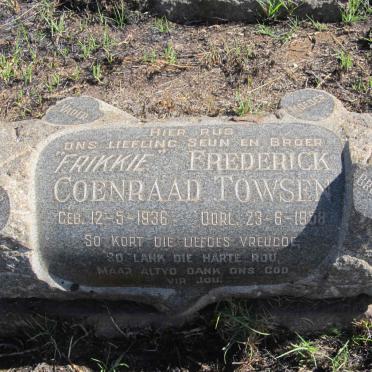 HIER RUS
ONS LIEFLING SEUN EN BROER
"FRIKKIE" FREDERICK
COENRAAD TOWSEN
GEB. 12-5-1936 OORL. 23-6-1938
SO KORT DIE LIEFDES VREUGDE,
SO LANK DIE HARTE ROU,
MAAR ALTYD DANK ONS GOD
VIR JOU.